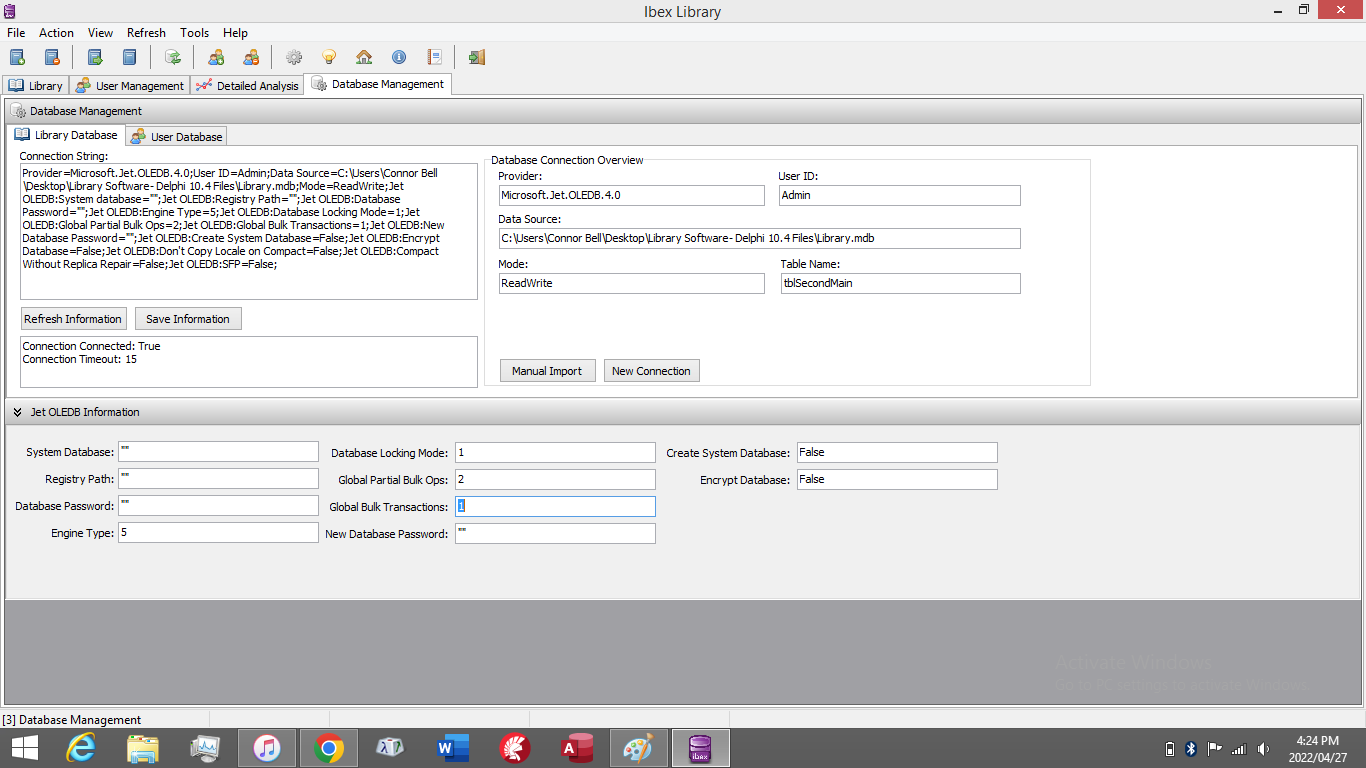 Ibex Library
File Action View Refresh Tools Help
Library User Management Detailed Analysis Database Management
Database Management
Library Database User Database
Connection String:
Provider=Microsoft.Jet.OLEDB.4.0;User ID=Admin;Data Source=C:\Users\Connor Bell
\Desktop\Library Software- Delphi 10.4 Files\Library.mdb;Mode=ReadWrite;Jet
OLEDB:System database="";Jet OLEDB:Registry Path="";Jet OLEDB:Database
Password="";Jet OLEDB:Engine Type=5;Jet OLEDB:Database Locking Mode=1;Jet
OLEDB:Global Partial Bulk Ops=2;Jet OLEDB:Global Bulk Transactions=1;Jet OLEDB:New
Database Password="";Jet OLEDB:Create System Database=False;Jet OLEDB:Encrypt
Database=False;Jet OLEDB:Don't Copy Locale on Compact=False;Jet OLEDB:Compact
Without Replica Repair=False;Jet OLEDB:SFP=False;
Refresh Information Save Information
Connection Connected: True
Connection Timeout: 15
Database Connection Overview
Provider: User ID:
Microsoft.Jet.OLEDB.4.0 Admin
Data Source:
C:\Users\Connor Bell\Desktop\Library Software- Delphi 10.4 Files\Library.mdb
Mode: Table Name:
ReadWrite tblSecondMain
Manual Import New Connection
Jet OLEDB Information
System Database: "" Database Locking Mode: 1 Create System Database: False
Registry Path: "" Global Partial Bulk Ops: 2 Encrypt Database: False
Database Password: "" Global Bulk Transactions: 1
Engine Type: 5 New Database Password: ""
Activate Windows
Go to PC settings to activate Windows.
[3] Database Management
ibex
4:24 PM
2022/04/27